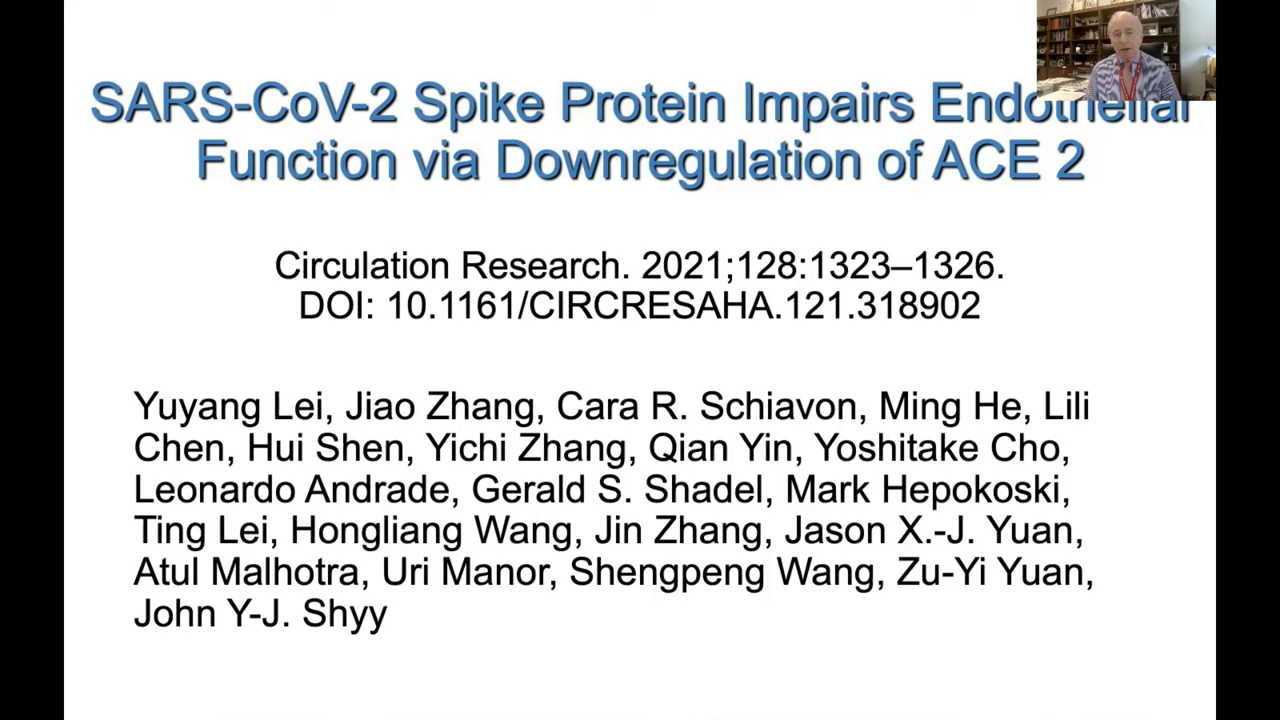 SARS-CoV-2 Spike Protein Impairs Endothelial
Function via Downregulation of ACE 2
Circulation Research. 2021;128:1323–1326.
DOI: 10.1161/CIRCRESAHA.121.318902
Yuyang Lei, Jiao Zhang, Cara R. Schiavon, Ming He, Lili
Chen, Hui Shen, Yichi Zhang, Qian Yin, Yoshitake Cho,
Leonardo Andrade, Gerald S. Shadel, Mark Hepokoski,
Ting Lei, Hongliang Wang, Jin Zhang, Jason X.-J. Yuan,
Atul Malhotra, Uri Manor, Shengpeng Wang, Zu-Yi Yuan,
John Y-J. Shyy